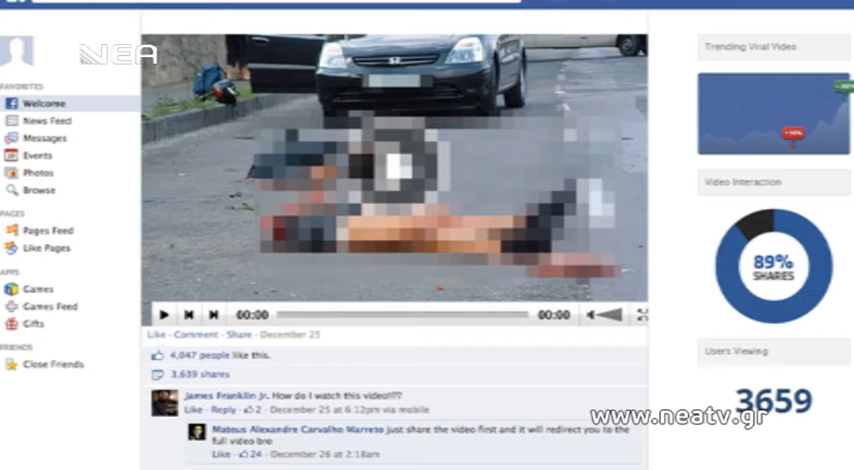 NEA
Trending Viral Video
FAVORITES
Welcome
News Feed
Messages
Events
Photos
Browse
PAGES
Pages Feed
Like Pages
APPS
Games
Games Feed
Gifts
FRIENDS
Close Friends
00:00
00:00
Like · Comment · Share · December 25
4,047 people like this.
3,639 shares
James Franklin Jr. How do I watch this video!!??
Like · Reply · 2 · December 25 at 6:12pm via mobile
Mateus Alexandre Carvalho Marreto just share the video first and it will redirect you to the
full video bro
Like · 24 · December 26 at 2:18am
Video Interaction
89%
SHARES
Users Viewing
3659
www.neatv.gr